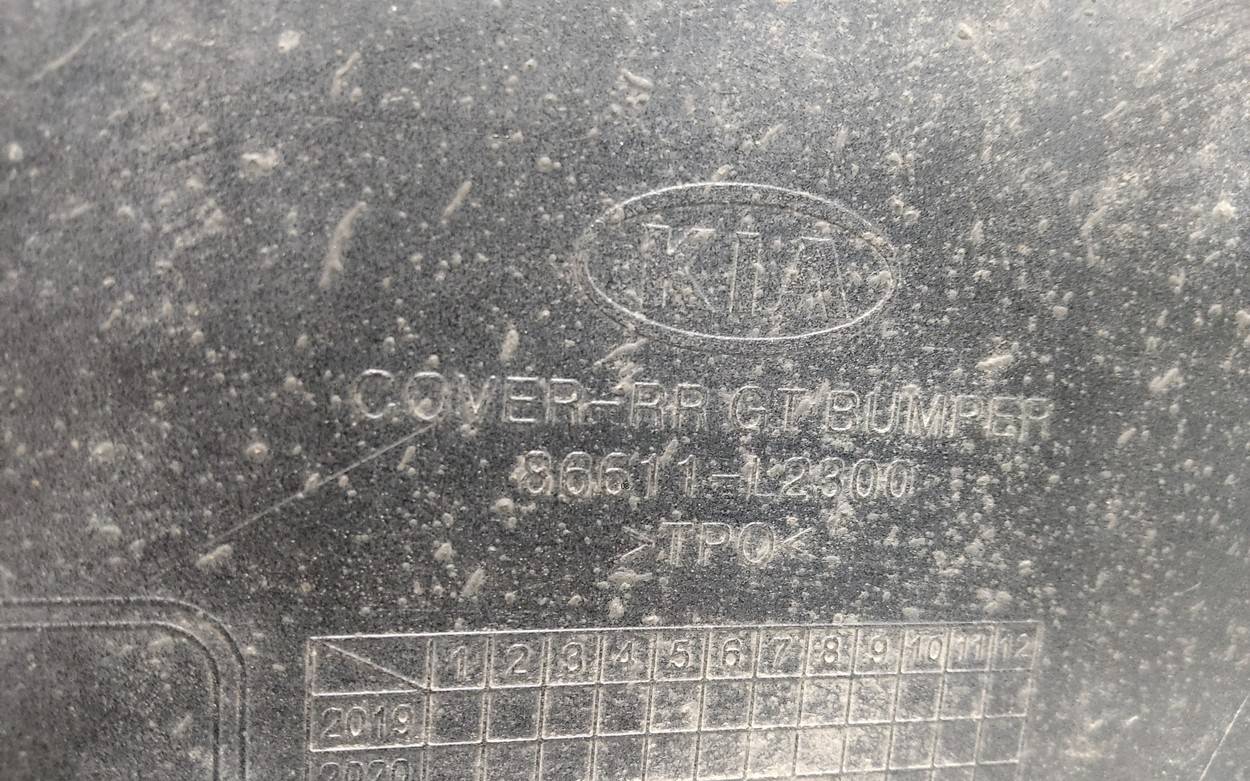 KIA
COVER-RR GT BUMPER
86611-L2300
>TPO<
1 2 3 4 5 6 7 8 9 10 11 12
2019
2020